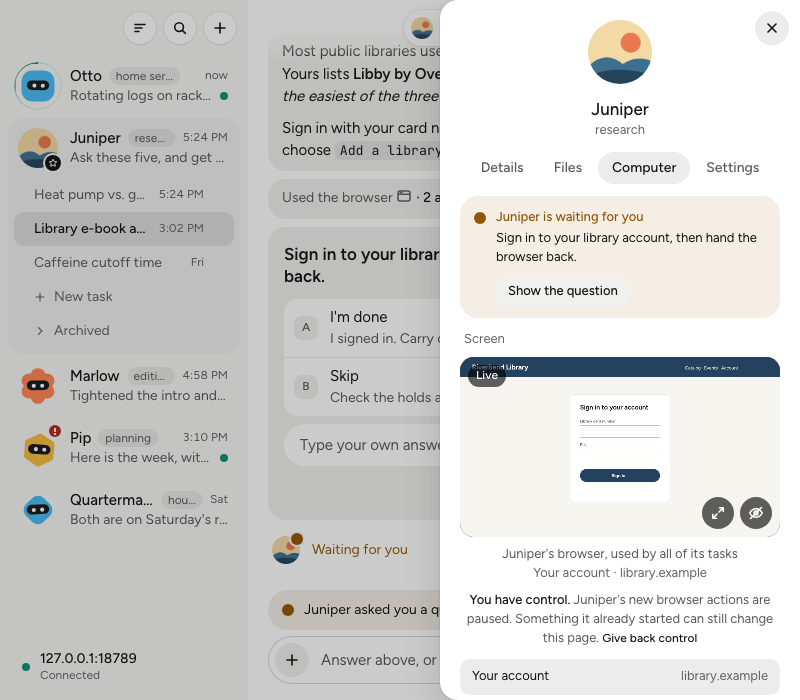 Otto home ser... now
Rotating logs on rack...
Juniper rese... 5:24 PM
Ask these five, and get ...
Heat pump vs. g... 5:24 PM
Library e-book a... 3:02 PM
Caffeine cutoff time Fri
New task
Archived
Marlow editi... 4:58 PM
Tightened the intro and...
Pip planning 3:10 PM
Here is the week, wit...
Quarterma... hou... Sat
Both are on Saturday's r...
127.0.0.1:18789
Connected
Most public libraries use
Yours lists Libby by Ove
the easiest of the three
Sign in with your card n
choose Add a library
Used the browser · 2 a
Sign in to your librar
back.
A I'm done
I signed in. Carry o
B Skip
Check the holds a
Type your own answe
Waiting for you
Juniper asked you a q
Answer above, or
Juniper
research
Details Files Computer Settings
Juniper is waiting for you
Sign in to your library account, then hand the
browser back.
Show the question
Screen
Library
Live
Catalog Events Account
Sign in to your account
Library card number
Sign in
Juniper's browser, used by all of its tasks
Your account · library.example
You have control. Juniper's new browser actions are
paused. Something it already started can still change
this page. Give back control
Your account library.example